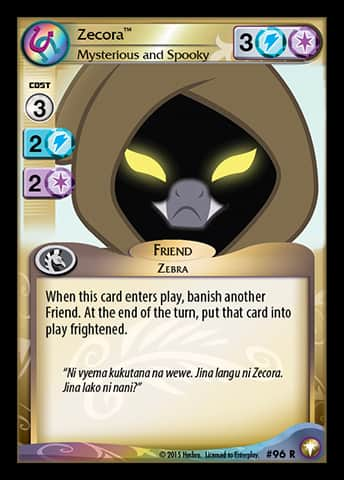 Zecora™
Mysterious and Spooky
3
COST
3
2
2
FRIEND
ZEBRA
When this card enters play, banish another
Friend. At the end of the turn, put that card into
play frightened.
"Ni vyema kukutana na wewe. Jina langu ni Zecora.
Jina lako ni nani?"
© 2015 Hasbro. Licensed to Enterplay. #96 R